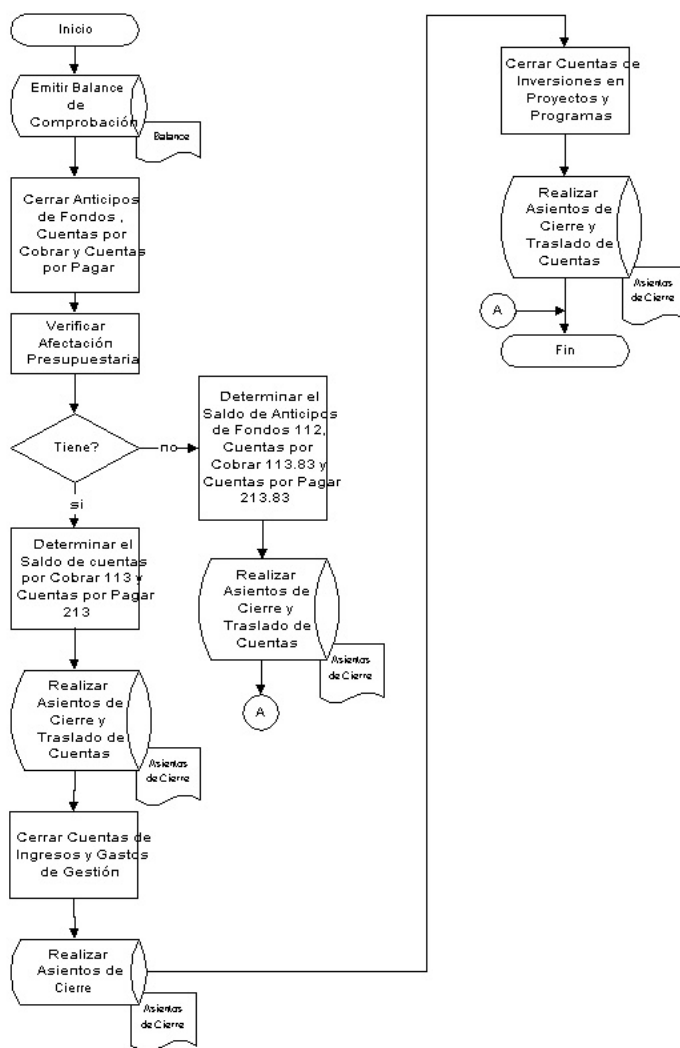 Inicio
Emitir Balance
de
Comprobación
Balance
Cerrar Anticipos
de Fondos ,
Cuentas por
Cobrar y Cuentas
por Pagar
Verificar
Afectación
Presupuestaria
Tiene?
no
si
Determinar el
Saldo de Anticipos
de Fondos 112,
Cuentas por
Cobrar 113.83 y
Cuentas por Pagar
213.83
Realizar
Asientos de
Cierre y
Traslado de
Cuentas
Asientos
de Cierre
A
Determinar el
Saldo de cuentas
por Cobrar 113 y
Cuentas por Pagar
213
Realizar
Asientos de
Cierre y
Traslado de
Cuentas
Asientos
de Cierre
Cerrar Cuentas de
Ingresos y Gastos
de Gestión
Realizar
Asientos de
Cierre
Asientos
de Cierre
Cerrar Cuentas de
Inversiones en
Proyectos y
Programas
Realizar
Asientos de
Cierre y
Traslado de
Cuentas
Asientos
de Cierre
A
Fin